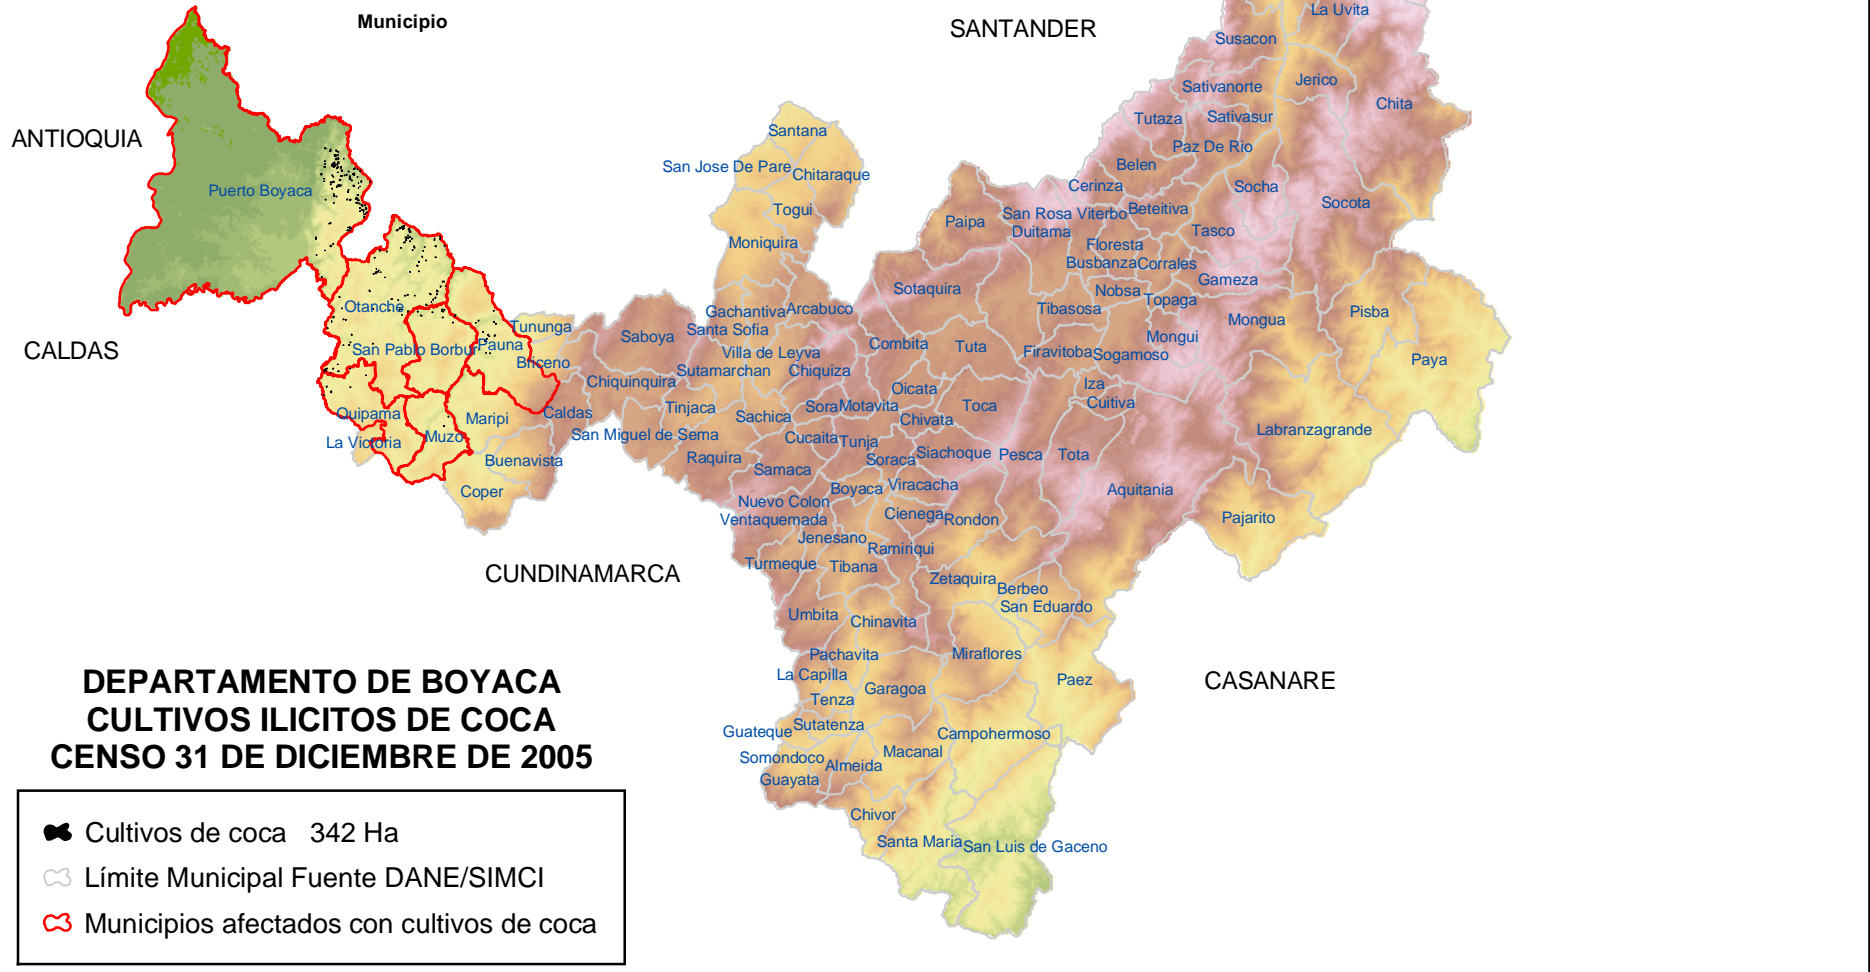 Municipio
SANTANDER
La Uvita
Susacon
Jerico
Sativanorte
Chita
ANTIOQUIA
Tutaza
Sativasur
Santana
Paz De Rio
San Jose De Pare
Chitaraque
Belen
Puerto Boyaca
Cerinza
Socha
Socota
Togui
Paipa
San Rosa Viterbo
Beteitiva
Duitama
Tasco
Moniquira
Floresta
Busbanza
Corrales
Gameza
Sotaquira
Nobsa
Topaga
Otanche
Gachantiva
Arcabuco
Tibasosa
Pisba
Mongua
Tununga
Santa Sofia
Saboya
Mongui
CALDAS
San Pablo Borbur
Pauna
Combita
Tuta
Villa de Leyva
Firavitoba
Sogamoso
Paya
Briceno
Sutamarchan
Chiquiza
Chiquinquira
Oicata
Iza
Cuitiva
Quipama
Maripi
Caldas
Tinjaca
Sachica
Sora
Motavita
Toca
Chivata
La Victoria
Muzo
San Miguel de Sema
Cucaita
Tunja
Labranzagrande
Buenavista
Raquira
Samaca
Soraca
Siachoque
Pesca
Tota
Coper
Boyaca
Viracacha
Aquitania
Nuevo Colon
Ventaquemada
Cienega
Rondon
Pajarito
Jenesano
Ramiriqui
CUNDINAMARCA
Turmeque
Tibana
Zetaquira
Berbeo
San Eduardo
Umbita
Chinavita
Pachavita
Miraflores
La Capilla
Garagoa
Paez
CASANARE
Tenza
Guateque
Sutatenza
Campohermoso
Somondoco
Almeida
Macanal
Guayata
Chivor
Santa Maria
San Luis de Gaceno
DEPARTAMENTO DE BOYACA
CULTIVOS ILICITOS DE COCA
CENSO 31 DE DICIEMBRE DE 2005
Cultivos de coca 342 Ha
Límite Municipal Fuente DANE/SIMCI
Municipios afectados con cultivos de coca